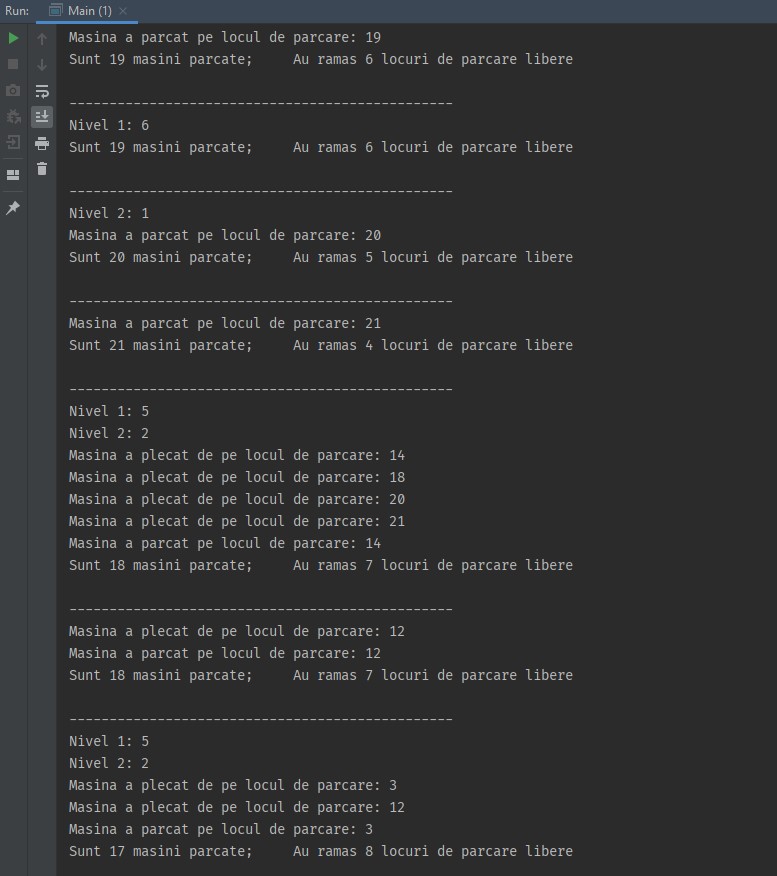 Run: Main (1)
Masina a parcat pe locul de parcare: 19
Sunt 19 masini parcate;     Au ramas 6 locuri de parcare libere
-----------------------------------------------
Nivel 1: 6
Sunt 19 masini parcate;     Au ramas 6 locuri de parcare libere
-----------------------------------------------
Nivel 2: 1
Masina a parcat pe locul de parcare: 20
Sunt 20 masini parcate;     Au ramas 5 locuri de parcare libere
-----------------------------------------------
Masina a parcat pe locul de parcare: 21
Sunt 21 masini parcate;     Au ramas 4 locuri de parcare libere
-----------------------------------------------
Nivel 1: 5
Nivel 2: 2
Masina a plecat de pe locul de parcare: 14
Masina a plecat de pe locul de parcare: 18
Masina a plecat de pe locul de parcare: 20
Masina a plecat de pe locul de parcare: 21
Masina a parcat pe locul de parcare: 14
Sunt 18 masini parcate;     Au ramas 7 locuri de parcare libere
-----------------------------------------------
Masina a plecat de pe locul de parcare: 12
Masina a parcat pe locul de parcare: 12
Sunt 18 masini parcate;     Au ramas 7 locuri de parcare libere
-----------------------------------------------
Nivel 1: 5
Nivel 2: 2
Masina a plecat de pe locul de parcare: 3
Masina a plecat de pe locul de parcare: 12
Masina a parcat pe locul de parcare: 3
Sunt 17 masini parcate;     Au ramas 8 locuri de parcare libere